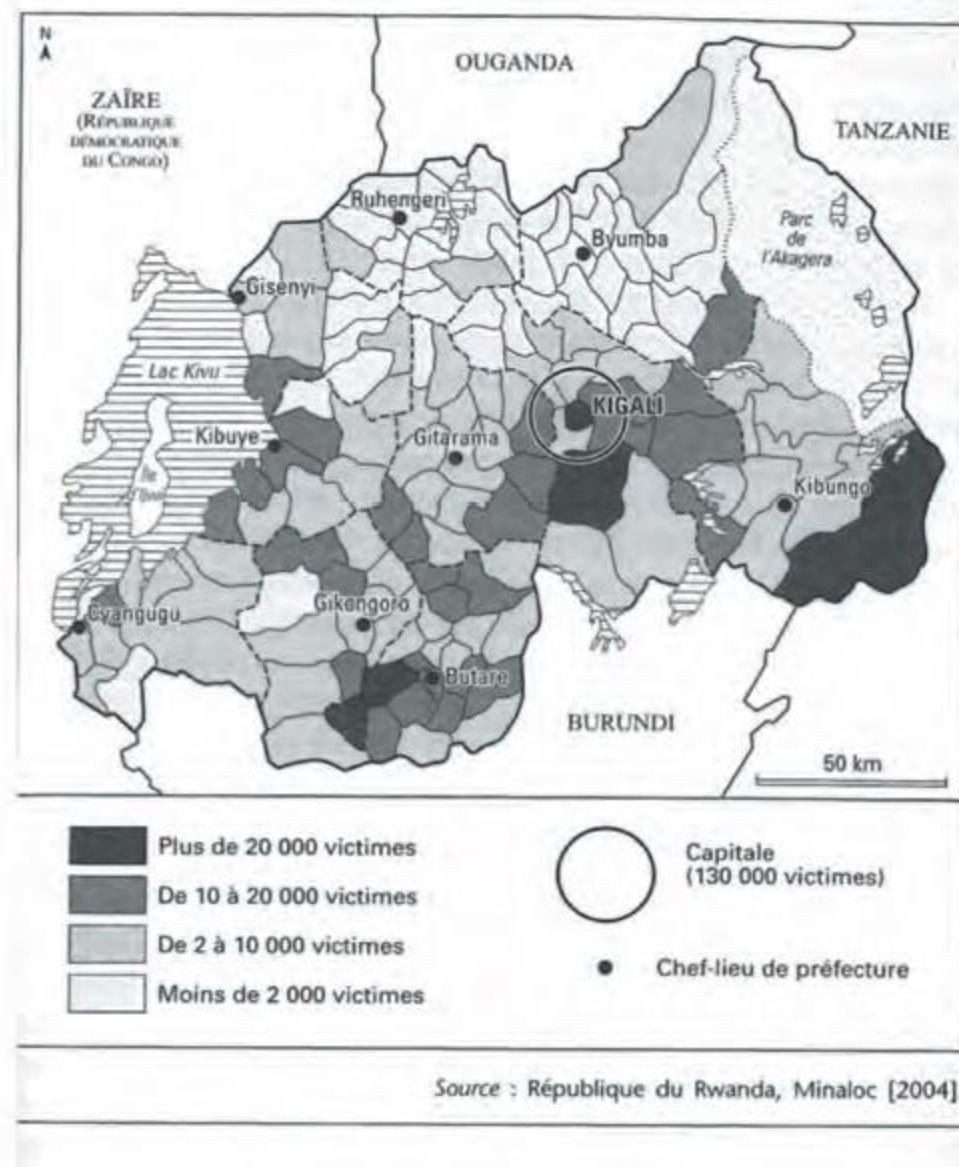 N
ZAÏRE
(RÉPUBLIQUE
DÉMOCRATIQUE
DU CONGO)
OUGANDA
TANZANIE
Ruhengeri
Byumba
Parc
de
l'Akagera
Gisenyi
Lac Kivu
KIGALI
Kibuye
Gitarama
Île
Kibungo
Cyangugu
Gikongoro
Butare
BURUNDI
50 km
Plus de 20 000 victimes
De 10 à 20 000 victimes
De 2 à 10 000 victimes
Moins de 2 000 victimes
Capitale
(130 000 victimes)
Chef-lieu de préfecture
Source : République du Rwanda, Minaloc [2004]